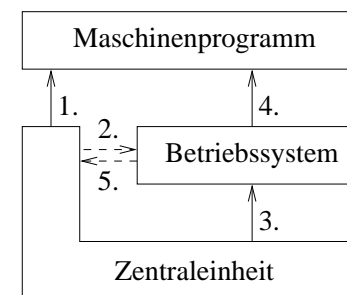 Maschinenprogramm
1.
4.
2.
Betriebssystem
5.
3.
Zentraleinheit